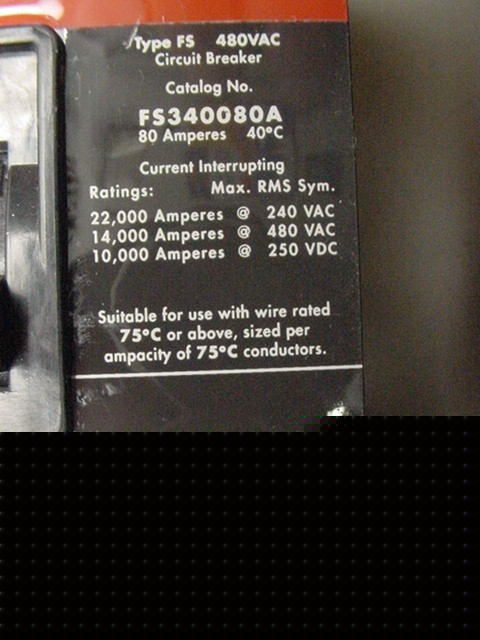 Type FS 480VAC
Circuit Breaker
Catalog No.
FS340080A
80 Amperes 40°C
Current Interrupting
Ratings: Max. RMS Sym.
22,000 Amperes @ 240 VAC
14,000 Amperes @ 480 VAC
10,000 Amperes @ 250 VDC
Suitable for use with wire rated
75°C or above, sized per
ampacity of 75°C conductors.